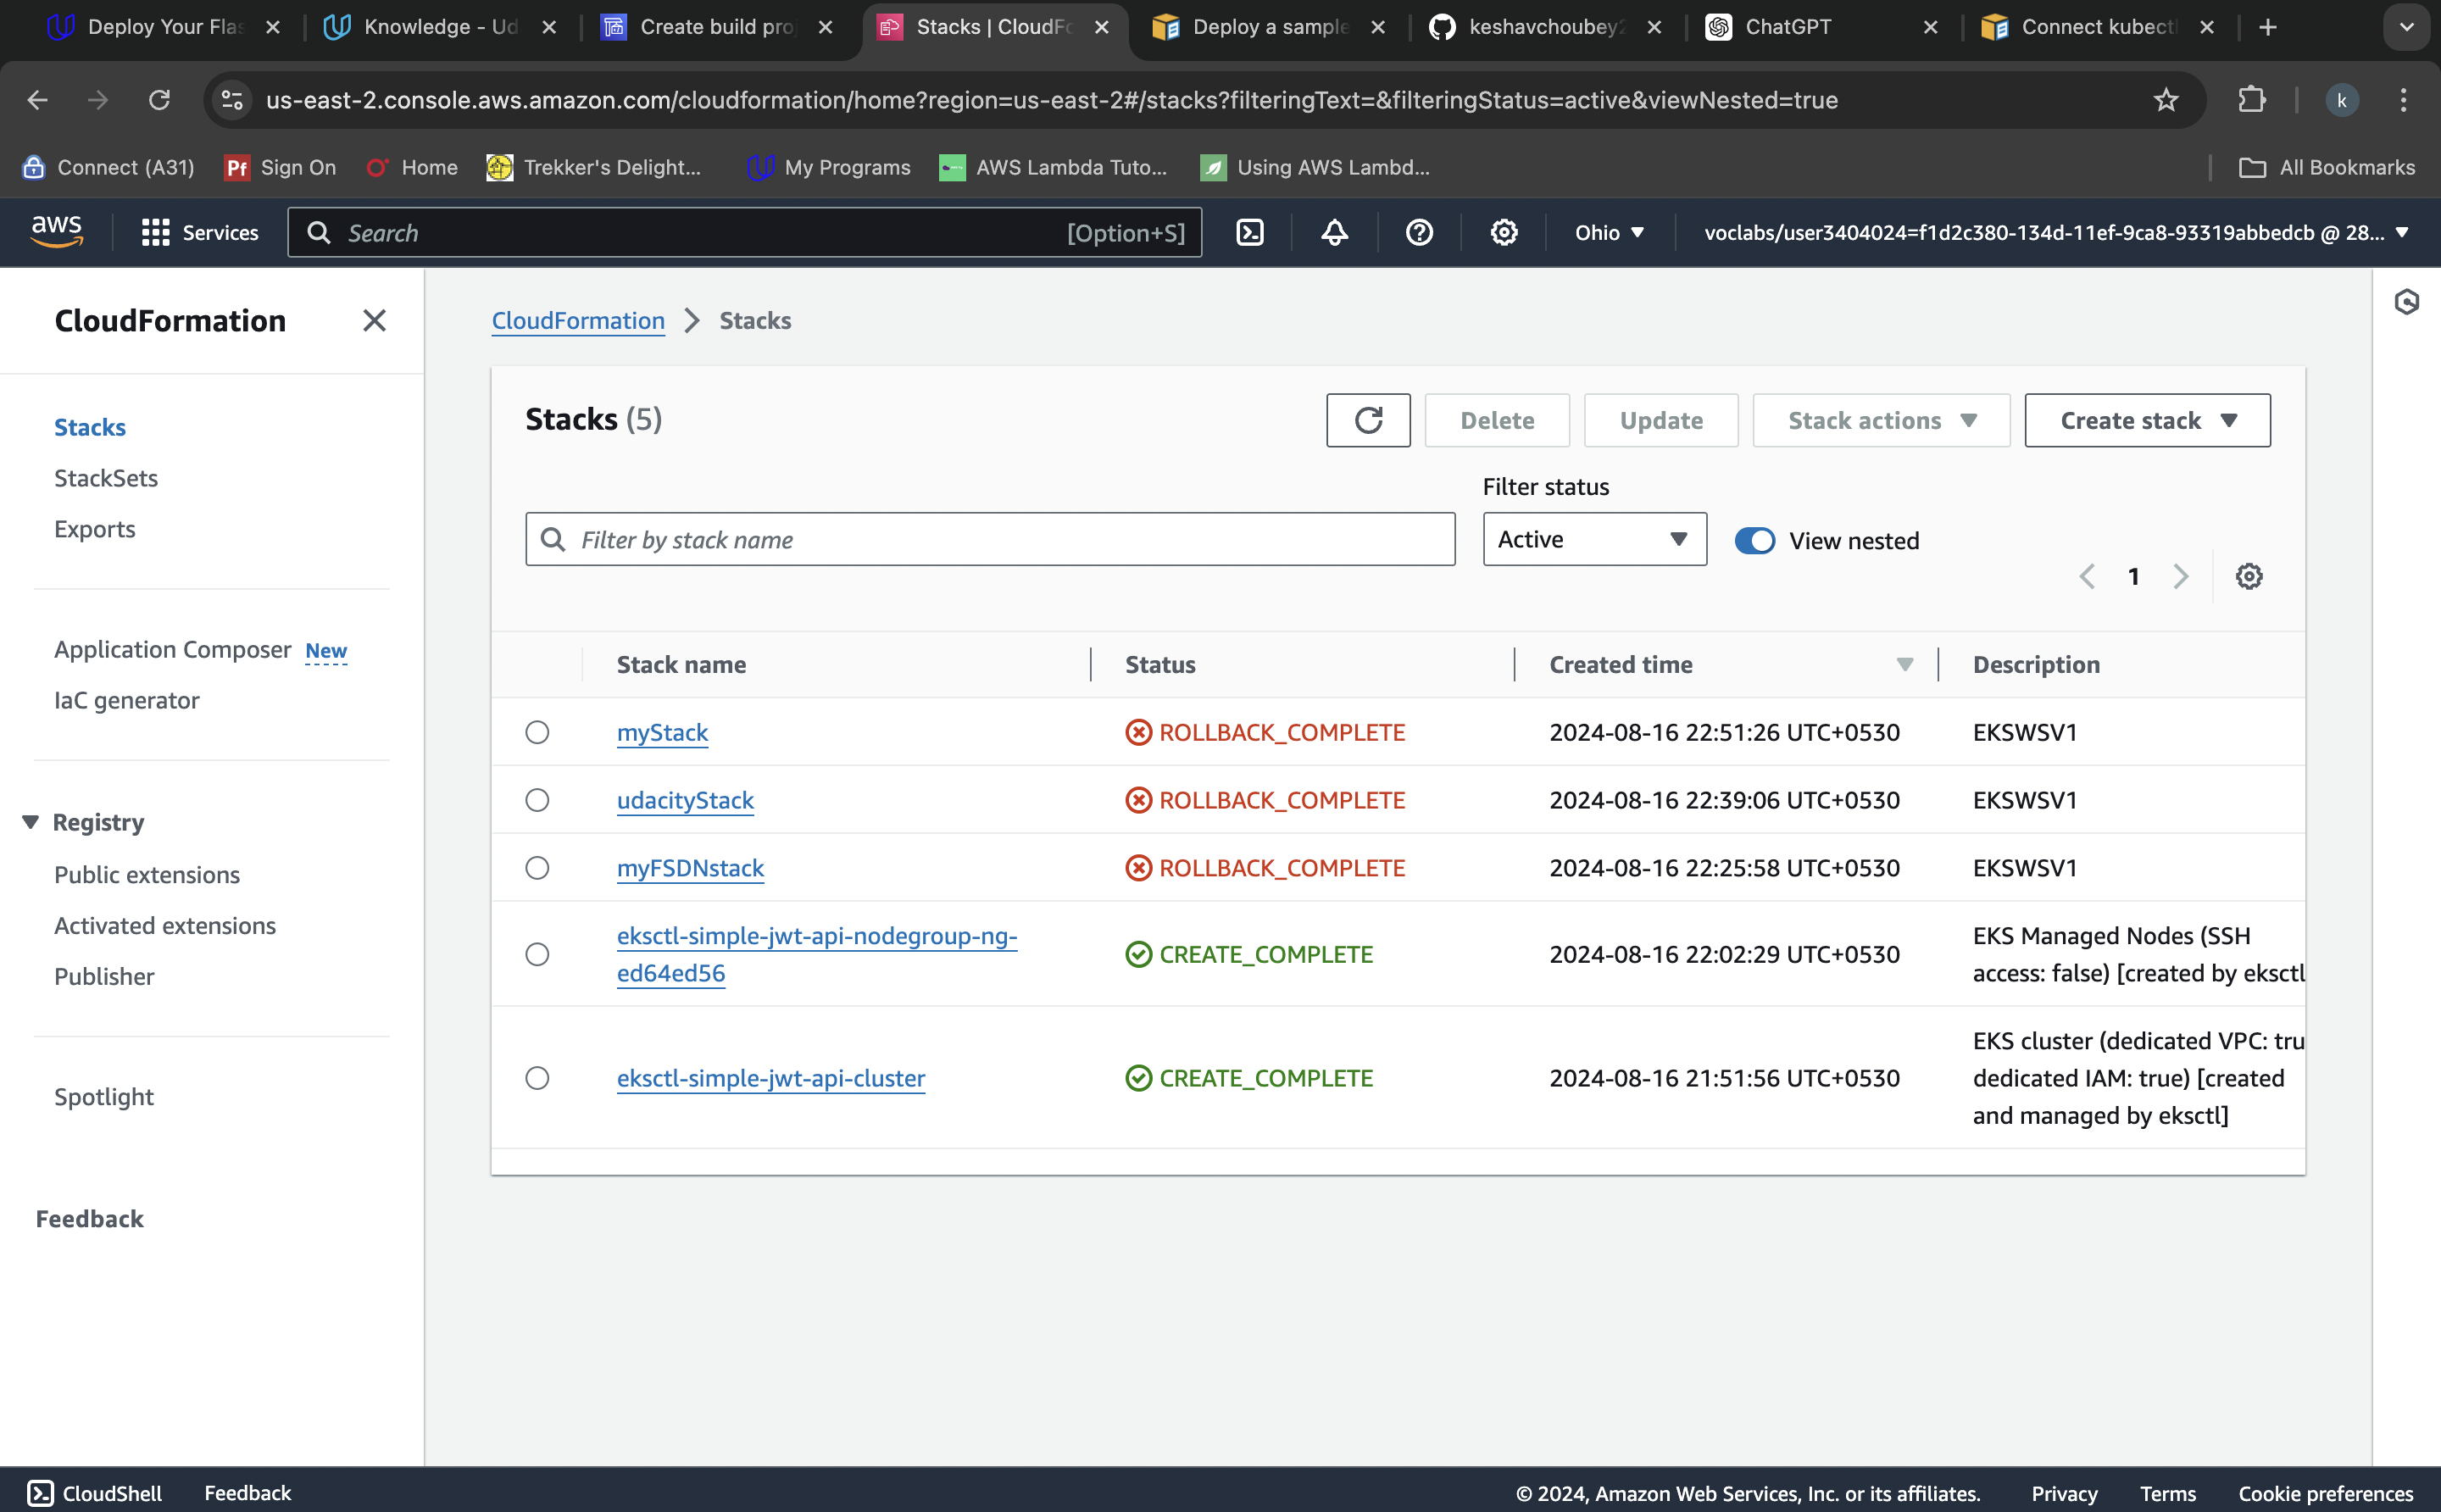 Deploy Your Flas
Knowledge - Ud
Create build proj
Stacks | CloudFo
Deploy a sample
keshavchoubey2
ChatGPT
Connect kubectl
us-east-2.console.aws.amazon.com/cloudformation/home?region=us-east-2#/stacks?filteringText=&filteringStatus=active&viewNested=true
k
Connect (A31)
Pf Sign On
Home
Trekker's Delight...
My Programs
AWS Lambda Tuto...
Using AWS Lambd...
All Bookmarks
aws
Services
Search
[Option+S]
Ohio
voclabs/user3404024=f1d2c380-134d-11ef-9ca8-93319abbedcb @ 28...
CloudFormation
Stacks
StackSets
Exports
Application Composer New
IaC generator
Registry
Public extensions
Activated extensions
Publisher
Spotlight
Feedback
CloudFormation > Stacks
Stacks (5)
Delete
Update
Stack actions
Create stack
Filter by stack name
Filter status
Active
View nested
1
Stack name Status Created time Description
myStack ROLLBACK_COMPLETE 2024-08-16 22:51:26 UTC+0530 EKSWSV1
udacityStack ROLLBACK_COMPLETE 2024-08-16 22:39:06 UTC+0530 EKSWSV1
myFSDNstack ROLLBACK_COMPLETE 2024-08-16 22:25:58 UTC+0530 EKSWSV1
eksctl-simple-jwt-api-nodegroup-ng-
ed64ed56
CREATE_COMPLETE 2024-08-16 22:02:29 UTC+0530
EKS Managed Nodes (SSH
access: false) [created by eksctl
eksctl-simple-jwt-api-cluster CREATE_COMPLETE 2024-08-16 21:51:56 UTC+0530
EKS cluster (dedicated VPC: tru
dedicated IAM: true) [created
and managed by eksctl]
CloudShell
Feedback
© 2024, Amazon Web Services, Inc. or its affiliates.
Privacy
Terms
Cookie preferences